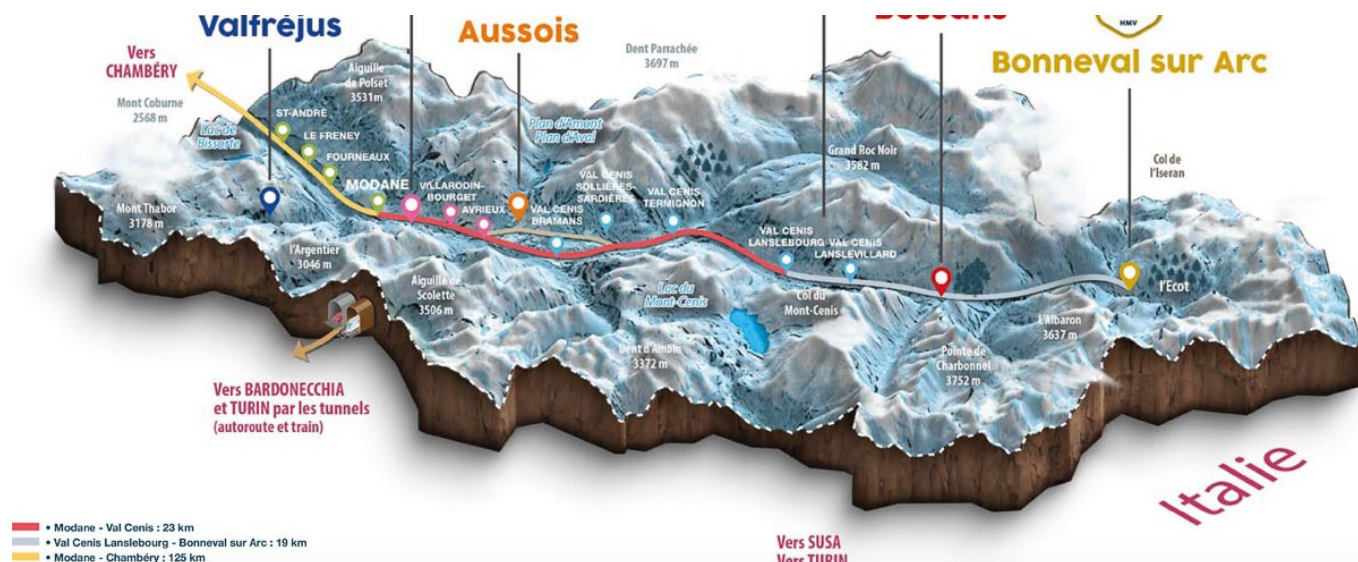 Valfréjus
Aussois
Bessans
HMV
Bonneval sur Arc
Vers
CHAMBÉRY
Mont Coburne
2568 m
Lac de
Bissorte
Aiguille
de Polset
3531m
Dent Parrachée
3697 m
ST-ANDRÉ
LE FRENEY
FOURNEAUX
MODANE
VILLARODIN-
BOURGET
AVRIEUX
Plan d'Amont
Plan d'Aval
VAL CENIS
BRAMANS
VAL CENIS
SOLLIÈRES-
SARDIÈRES
VAL CENIS
TERMIGNON
Grand Roc Noir
3582 m
VAL CENIS
LANSLEBOURG
VAL CENIS
LANSLEVILLARD
Col de
l'Iseran
l'Ecot
Mont Thabor
3178 m
l'Argentier
3046 m
Aiguille de
Scolette
3506 m
Lac du
Mont-Cenis
Col du
Mont-Cenis
Dent d'Ambin
3372 m
L'Albaron
3637 m
Pointe de
Charbonnel
3752 m
Vers BARDONECCHIA
et TURIN par les tunnels
(autoroute et train)
Italie
Vers SUSA
Vers TURIN
• Modane - Val Cenis : 23 km
• Val Cenis Lanslebourg - Bonneval sur Arc : 19 km
• Modane - Chambéry : 125 km